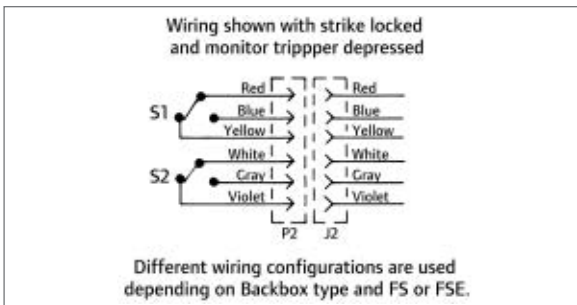 Wiring shown with strike locked
and monitor trippper depressed
Red Red
S1 Blue Blue
Yellow Yellow
White White
S2 Gray Gray
Violet Violet
P2 J2
Different wiring configurations are used
depending on Backbox type and FS or FSE.